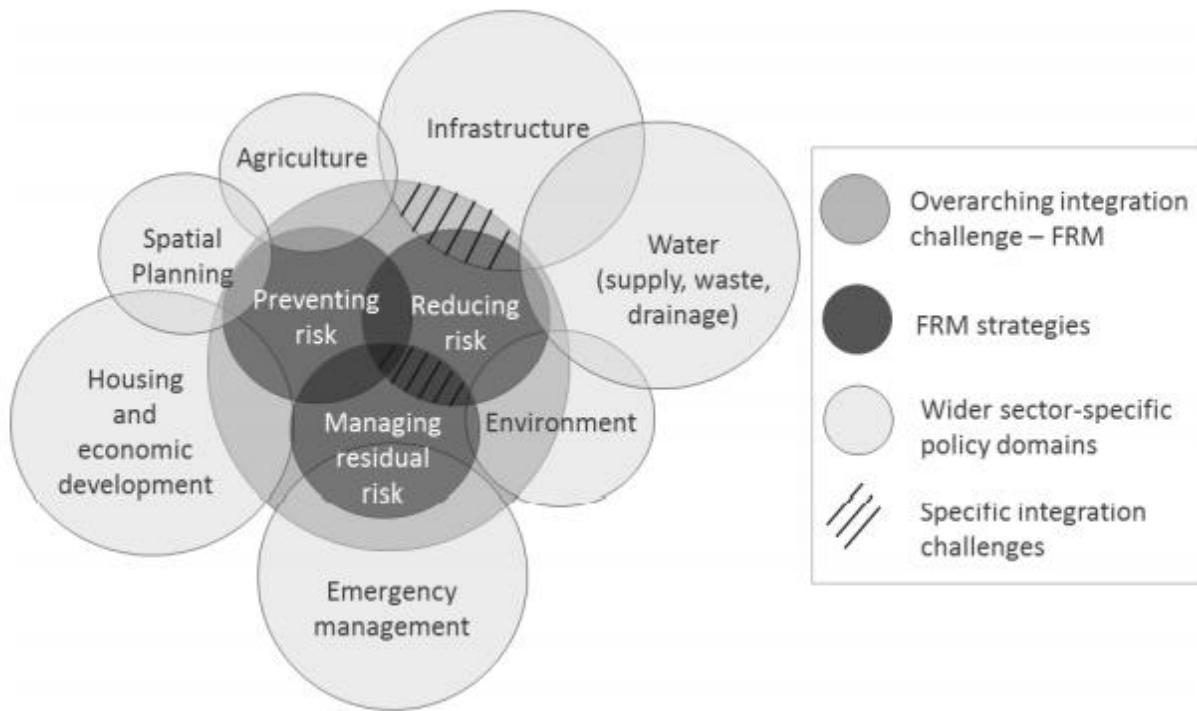 Infrastructure
Agriculture
Spatial
Planning
Water
(supply, waste,
drainage)
Preventing
risk
Reducing
risk
Housing
and
economic
development
Managing
residual
risk
Environment
Emergency
management
Overarching integration
challenge – FRM
FRM strategies
Wider sector-specific
policy domains
Specific integration
challenges